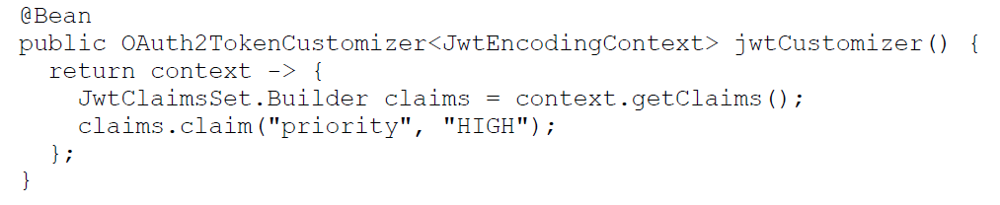 @Bean
public OAuth2TokenCustomizer<JwtEncodingContext> jwtCustomizer() {
  return context -> {
    JwtClaimsSet.Builder claims = context.getClaims();
    claims.claim("priority", "HIGH");
  };
}